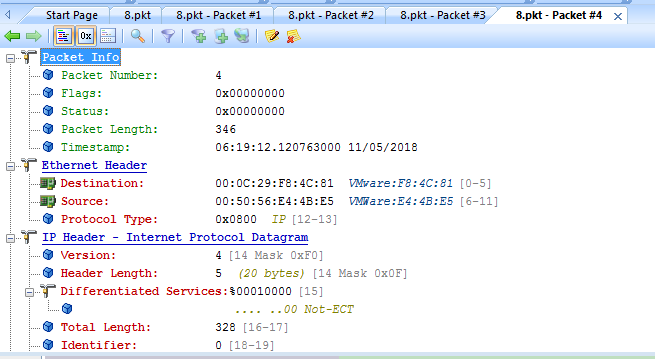 Start Page 8.pkt 8.pkt - Packet #1 8.pkt - Packet #2 8.pkt - Packet #3 8.pkt - Packet #4
0x
Packet Info
Packet Number: 4
Flags: 0x00000000
Status: 0x00000000
Packet Length: 346
Timestamp: 06:19:12.120763000 11/05/2018
Ethernet Header
Destination: 00:0C:29:F8:4C:81 VMware:F8:4C:81 [0-5]
Source: 00:50:56:E4:4B:E5 VMWare:E4:4B:E5 [6-11]
Protocol Type: 0x0800 IP [12-13]
IP Header - Internet Protocol Datagram
Version: 4 [14 Mask 0xF0]
Header Length: 5 (20 bytes) [14 Mask 0x0F]
Differentiated Services:%00010000 [15]
.... ..00 Not-ECT
Total Length: 328 [16-17]
Identifier: 0 [18-19]